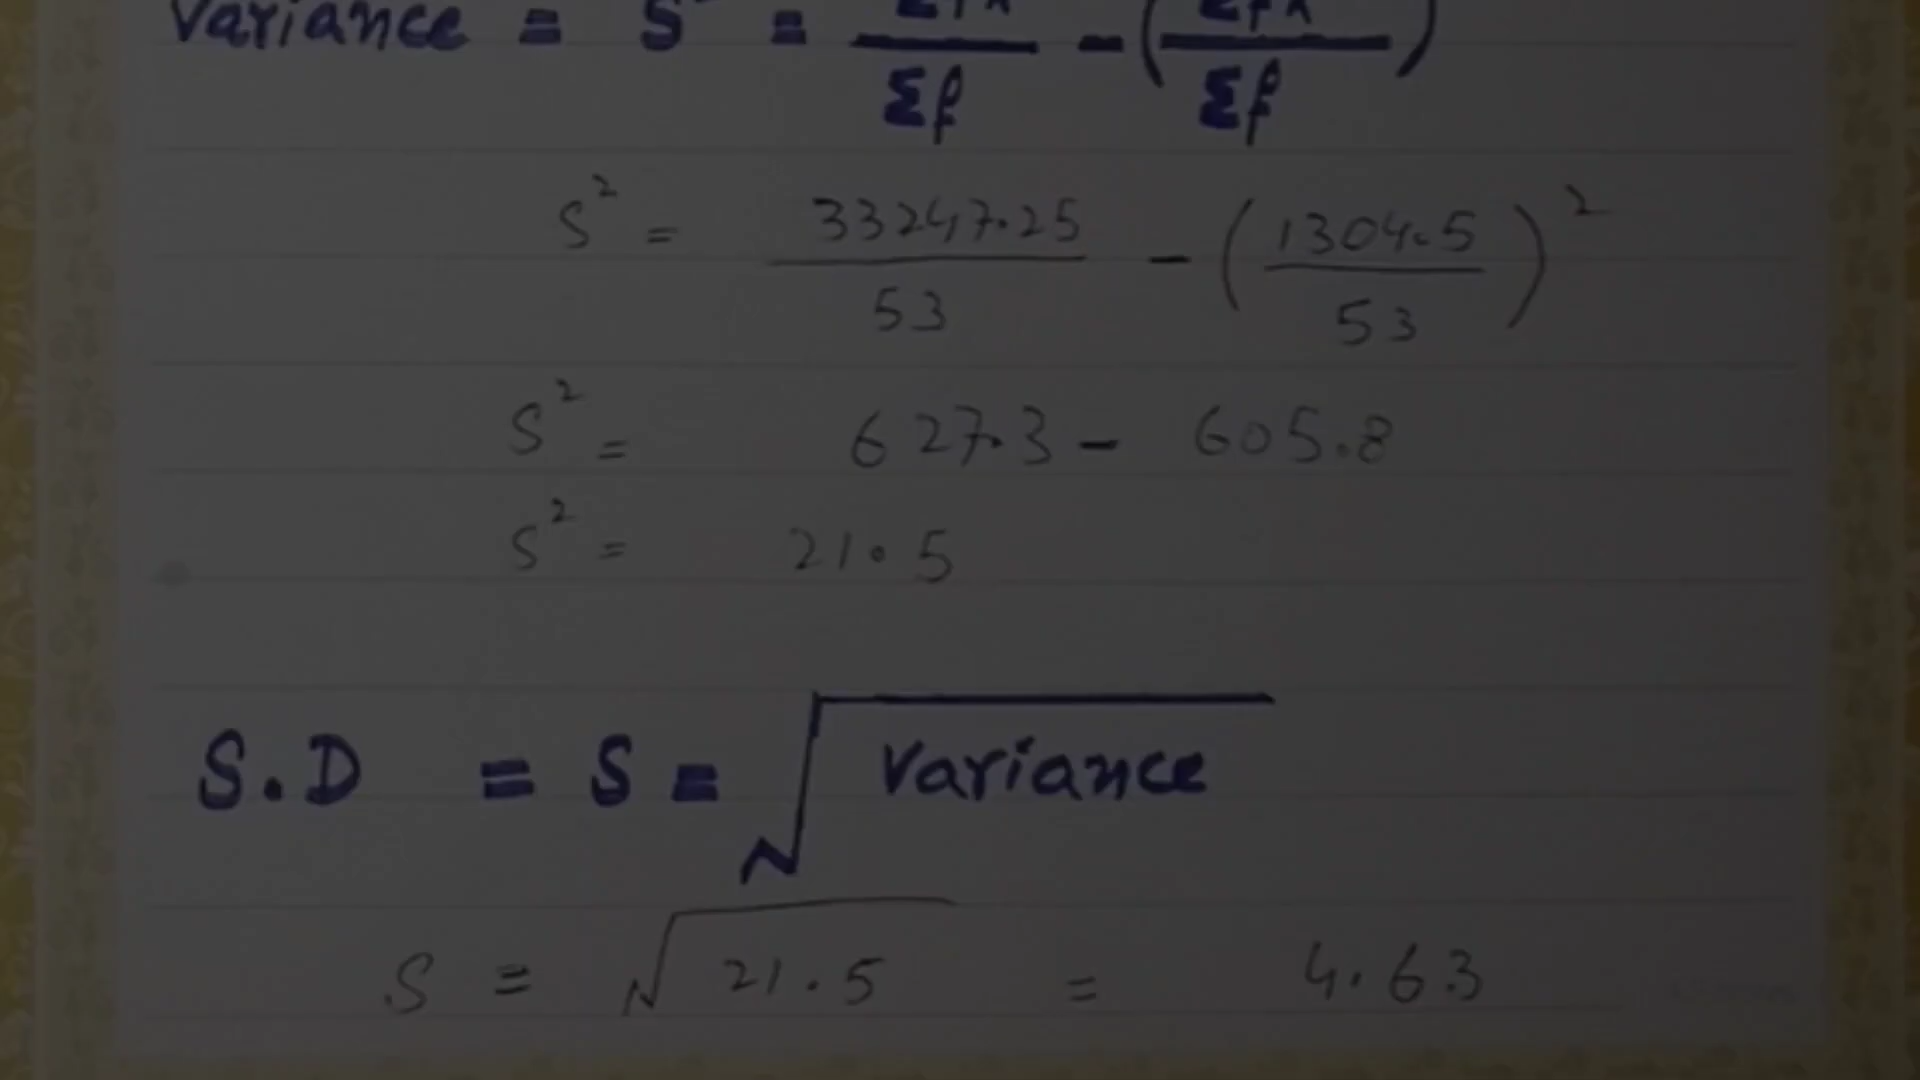 Variance = S² = Σfx² / Σf - (Σfx / Σf)
S² = 33247.25 / 53 - (1304.5 / 53)²
S² = 627.3 - 605.8
S² = 21.5
S.D = S = √Variance
S = √21.5 = 4.63